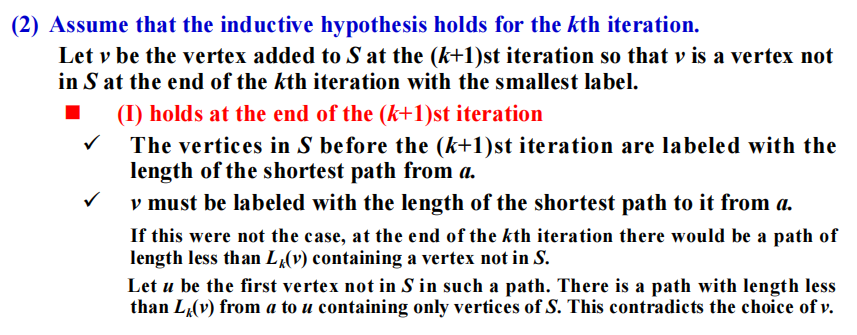 (2) Assume that the inductive hypothesis holds for the kth iteration.
Let v be the vertex added to S at the (k+1)st iteration so that v is a vertex not
in S at the end of the kth iteration with the smallest label.
■ (I) holds at the end of the (k+1)st iteration
✓ The vertices in S before the (k+1)st iteration are labeled with the
length of the shortest path from a.
✓ v must be labeled with the length of the shortest path to it from a.
If this were not the case, at the end of the kth iteration there would be a path of
length less than Lₖ(v) containing a vertex not in S.
Let u be the first vertex not in S in such a path. There is a path with length less
than Lₖ(v) from a to u containing only vertices of S. This contradicts the choice of v.